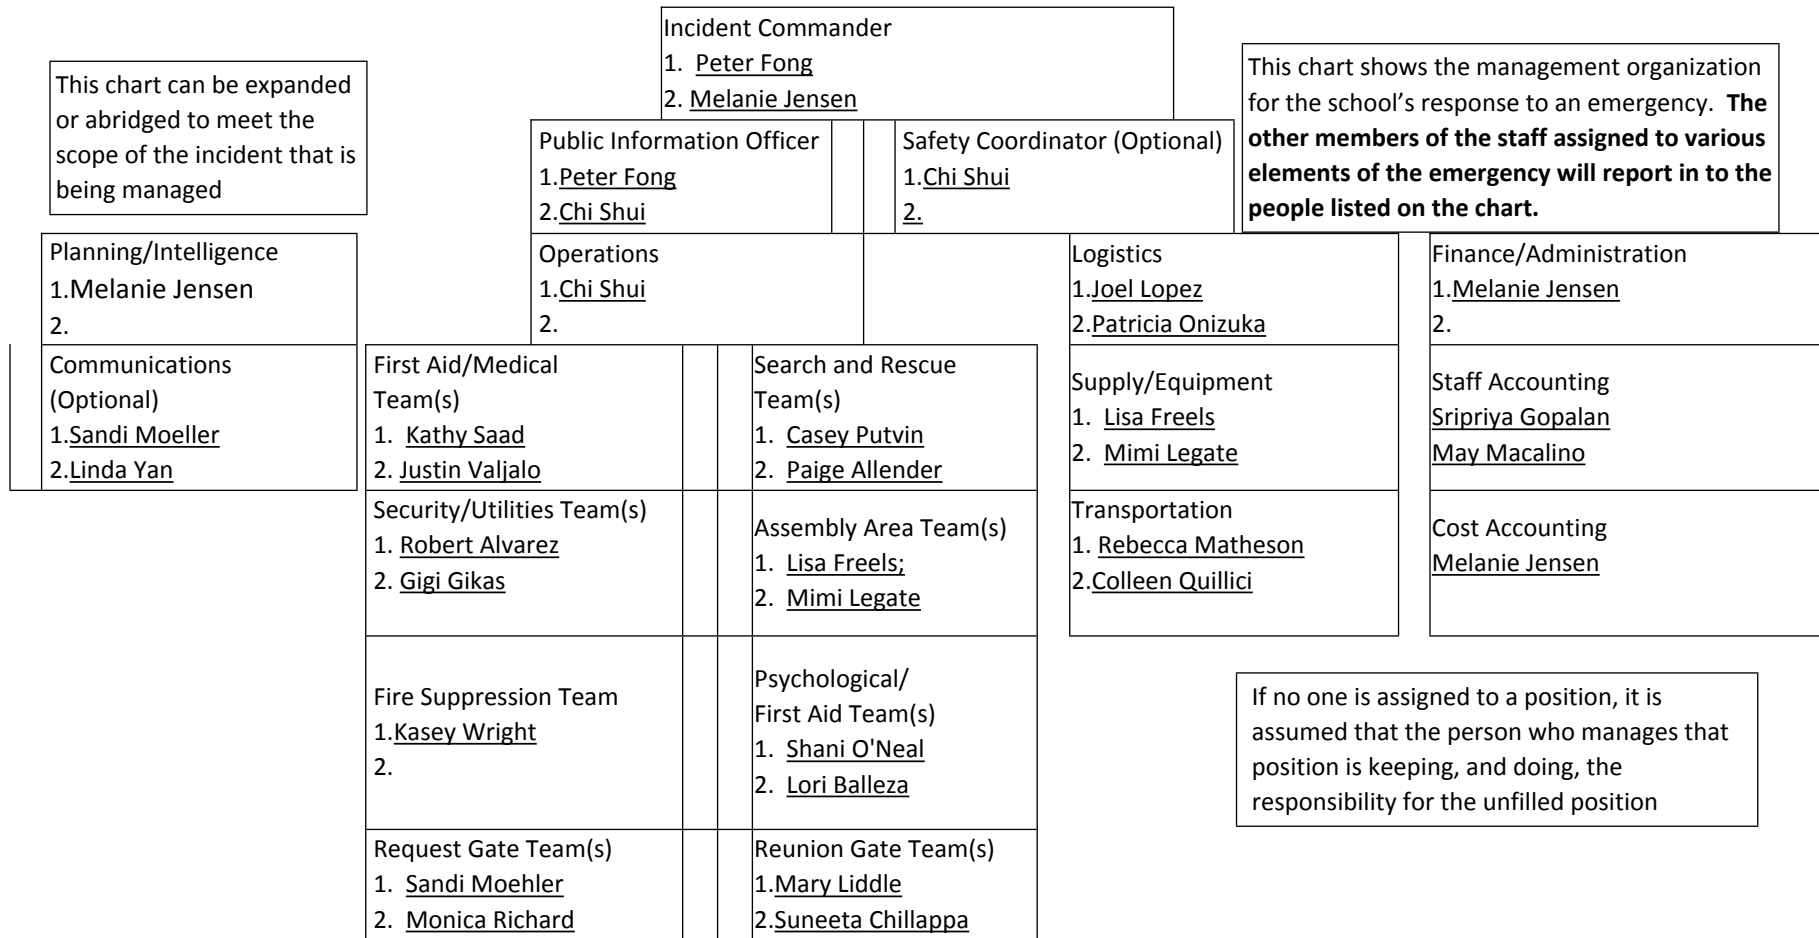 Incident Commander
1. Peter Fong
2. Melanie Jensen
This chart can be expanded
or abridged to meet the
scope of the incident that is
being managed
This chart shows the management organization
for the school’s response to an emergency. The
other members of the staff assigned to various
elements of the emergency will report in to the
people listed on the chart.
Public Information Officer
1.Peter Fong
2.Chi Shui
Safety Coordinator (Optional)
1.Chi Shui
2.
Planning/Intelligence
1.Melanie Jensen
2.
Operations
1.Chi Shui
2.
Logistics
1.Joel Lopez
2.Patricia Onizuka
Finance/Administration
1.Melanie Jensen
2.
Communications
(Optional)
1.Sandi Moeller
2.Linda Yan
First Aid/Medical
Team(s)
1. Kathy Saad
2. Justin Valjalo
Search and Rescue
Team(s)
1. Casey Putvin
2. Paige Allender
Supply/Equipment
1. Lisa Freels
2. Mimi Legate
Staff Accounting
Sripriya Gopalan
May Macalino
Security/Utilities Team(s)
1. Robert Alvarez
2. Gigi Gikas
Assembly Area Team(s)
1. Lisa Freels;
2. Mimi Legate
Transportation
1. Rebecca Matheson
2.Colleen Quillici
Cost Accounting
Melanie Jensen
Fire Suppression Team
1.Kasey Wright
2.
Psychological/
First Aid Team(s)
1. Shani O'Neal
2. Lori Balleza
If no one is assigned to a position, it is
assumed that the person who manages that
position is keeping, and doing, the
responsibility for the unfilled position
Request Gate Team(s)
1. Sandi Moehler
2. Monica Richard
Reunion Gate Team(s)
1.Mary Liddle
2.Suneeta Chillappa